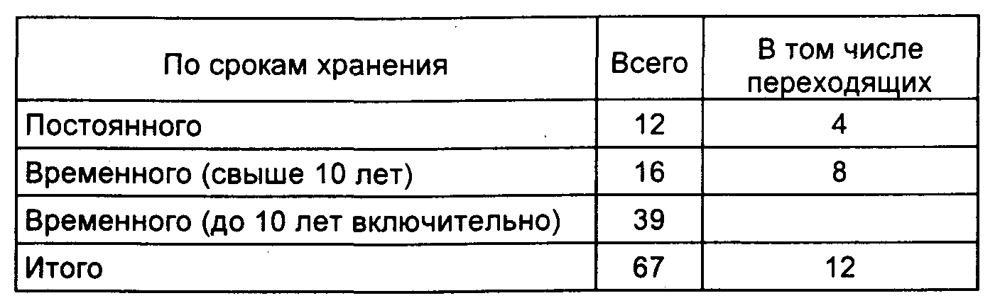 По срокам хранения Всего В том числе
переходящих
Постоянного 12 4
Временного (свыше 10 лет) 16 8
Временного (до 10 лет включительно) 39
Итого 67 12